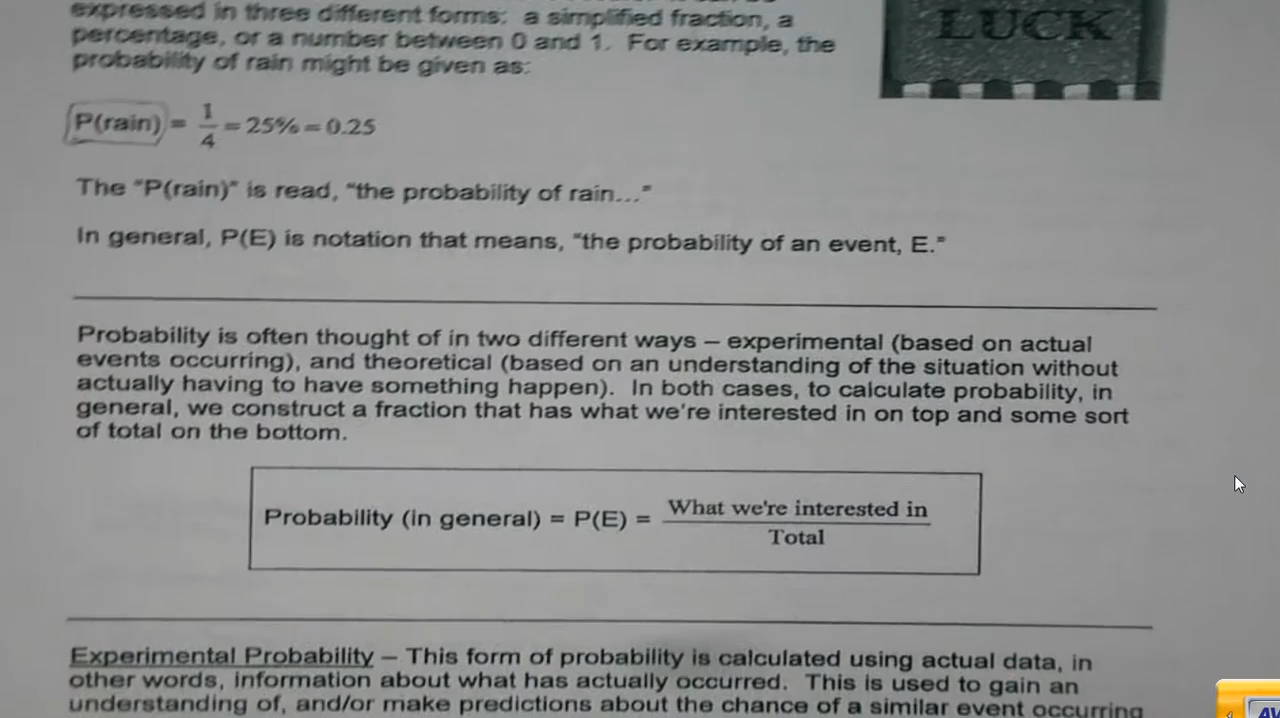 expressed in three different forms: a simplified fraction, a
percentage, or a number between 0 and 1. For example, the
probability of rain might be given as:
LUCK
P(rain) = 1/4 = 25% = 0.25
The "P(rain)" is read, "the probability of rain..."
In general, P(E) is notation that means, "the probability of an event, E."
Probability is often thought of in two different ways – experimental (based on actual
events occurring), and theoretical (based on an understanding of the situation without
actually having to have something happen). In both cases, to calculate probability, in
general, we construct a fraction that has what we're interested in on top and some sort
of total on the bottom.
Probability (in general) = P(E) = What we're interested in
Total
Experimental Probability – This form of probability is calculated using actual data, in
other words, information about what has actually occurred. This is used to gain an
understanding of, and/or make predictions about the chance of a similar event occurring